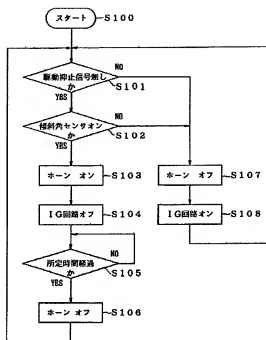 スタート
S100
駆動抑止信号無し
か
NO
S101
YES
傾斜角センサオン
か
NO
S102
YES
ホーン オン
S103
ホーン オフ
S107
IG回路オフ
S104
IG回路オン
S108
所定時間経過
か
NO
S105
YES
ホーン オフ
S106